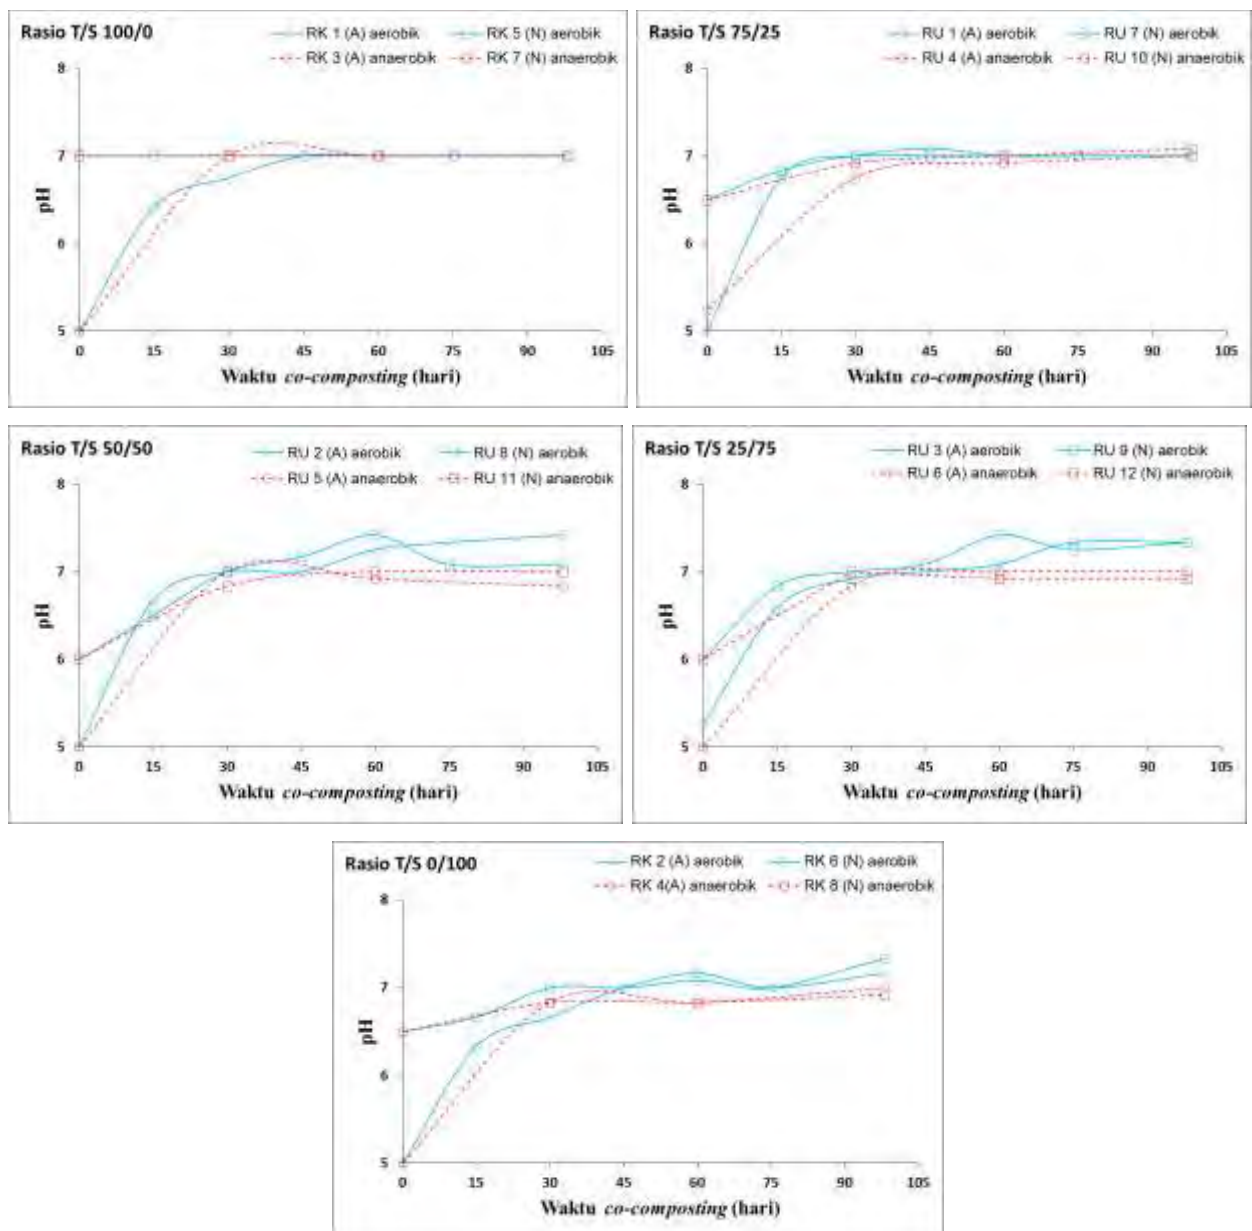 Rasio T/S 100/0
RK 1 (A) aerobik RK 5 (N) aerobik
RK 3 (A) anaerobik RK 7 (N) anaerobik
8
7
6
5
pH
0 15 30 45 60 75 90 105
Waktu co-composting (hari)
Rasio T/S 75/25
RU 1 (A) aerobik RU 7 (N) aerobik
RU 4 (A) anaerobik RU 10 (N) anaerobik
8
7
6
5
pH
0 15 30 45 60 75 90 105
Waktu co-composting (hari)
Rasio T/S 50/50
RU 2 (A) aerobik RU 8 (N) aerobik
RU 5 (A) anaerobik RU 11 (N) anaerobik
8
7
6
5
pH
0 15 30 45 60 75 90 105
Waktu co-composting (hari)
Rasio T/S 25/75
RU 3 (A) aerobik RU 9 (N) aerobik
RU 6 (A) anaerobik RU 12 (N) anaerobik
8
7
6
5
pH
0 15 30 45 60 75 90 105
Waktu co-composting (hari)
Rasio T/S 0/100
RK 2 (A) aerobik RK 6 (N) aerobik
RK 4(A) anaerobik RK 8 (N) anaerobik
8
7
6
5
pH
0 15 30 45 60 75 90 105
Waktu co-composting (hari)